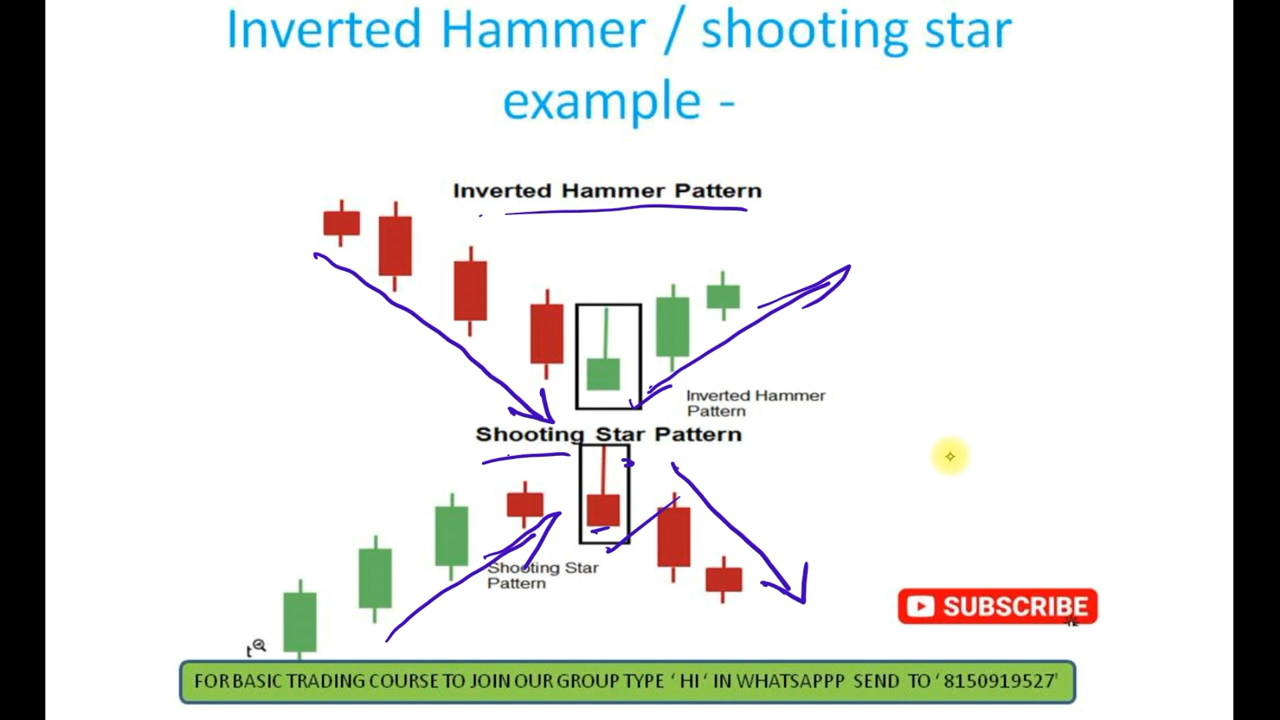 Inverted Hammer / shooting star
example -
Inverted Hammer Pattern
Inverted Hammer
Pattern
Shooting Star Pattern
Shooting Star
Pattern
SUBSCRIBE
t
FOR BASIC TRADING COURSE TO JOIN OUR GROUP TYPE ‘ HI ‘ IN WHATSAPPP SEND TO ‘ 8150919527’